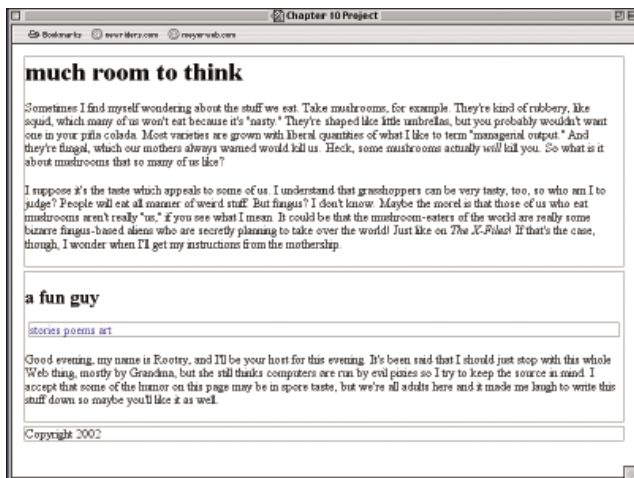 Chapter 10 Project
Bookmarks newriders.com meyerweb.com
much room to think
Sometimes I find myself wondering about the stuff we eat. Take mushrooms, for example. They're kind of rubbery, like
squid, which many of us won't eat because it's "nasty." They're shaped like little umbrellas, but you probably wouldn't want
one in your piña colada. Most varieties are grown with liberal quantities of what I like to term "managerial output." And
they're fungal, which our mothers always warned would kill us. Heck, some mushrooms actually will kill you. So what is it
about mushrooms that so many of us like?
I suppose it's the taste which appeals to some of us. I understand that grasshoppers can be very tasty, too, so who am I to
judge? People will eat all manner of weird stuff. But fungus? I don't know. Maybe the morel is that those of us who eat
mushrooms aren't really "us," if you see what I mean. It could be that the mushroom-eaters of the world are really some
bizarre fungus-based aliens who are secretly planning to take over the world! Just like on The X-Files! If that's the case,
though, I wonder when I'll get my instructions from the mothership.
a fun guy
stories poems art
Good evening, my name is Rootsy, and I'll be your host for this evening. It's been said that I should just stop with this whole
Web thing, mostly by Grandma, but she still thinks computers are run by evil pixies so I try to keep the source in mind. I
accept that some of the humor on this page may be in spore taste, but we're all adults here and it made me laugh to write this
stuff down so maybe you'll like it as well.
Copyright 2002